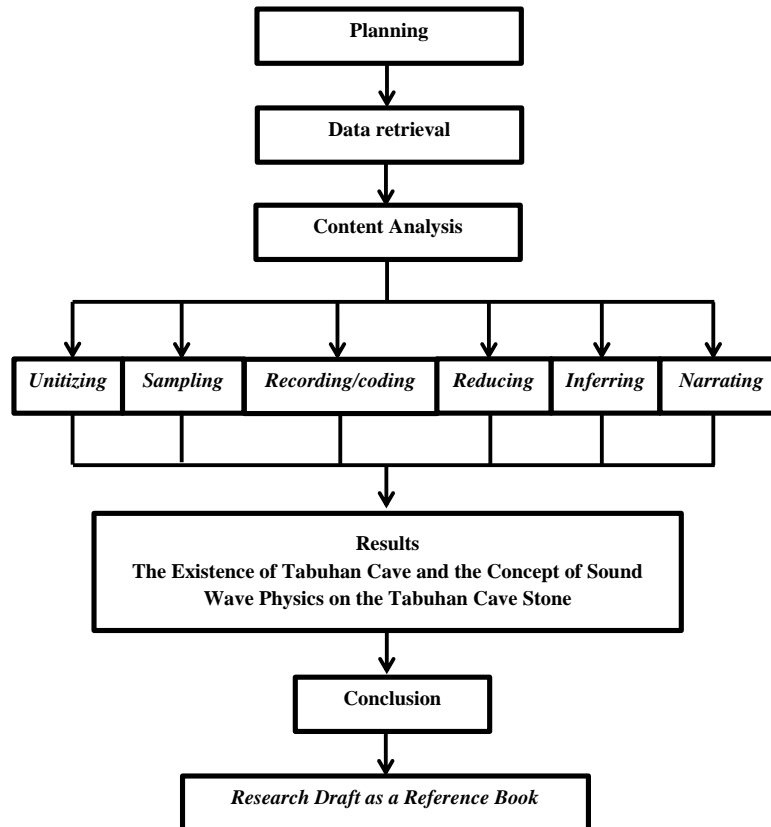 Planning
Data retrieval
Content Analysis
Unitizing
Sampling
Recording/coding
Reducing
Inferring
Narrating
Results
The Existence of Tabuhan Cave and the Concept of Sound
Wave Physics on the Tabuhan Cave Stone
Conclusion
Research Draft as a Reference Book